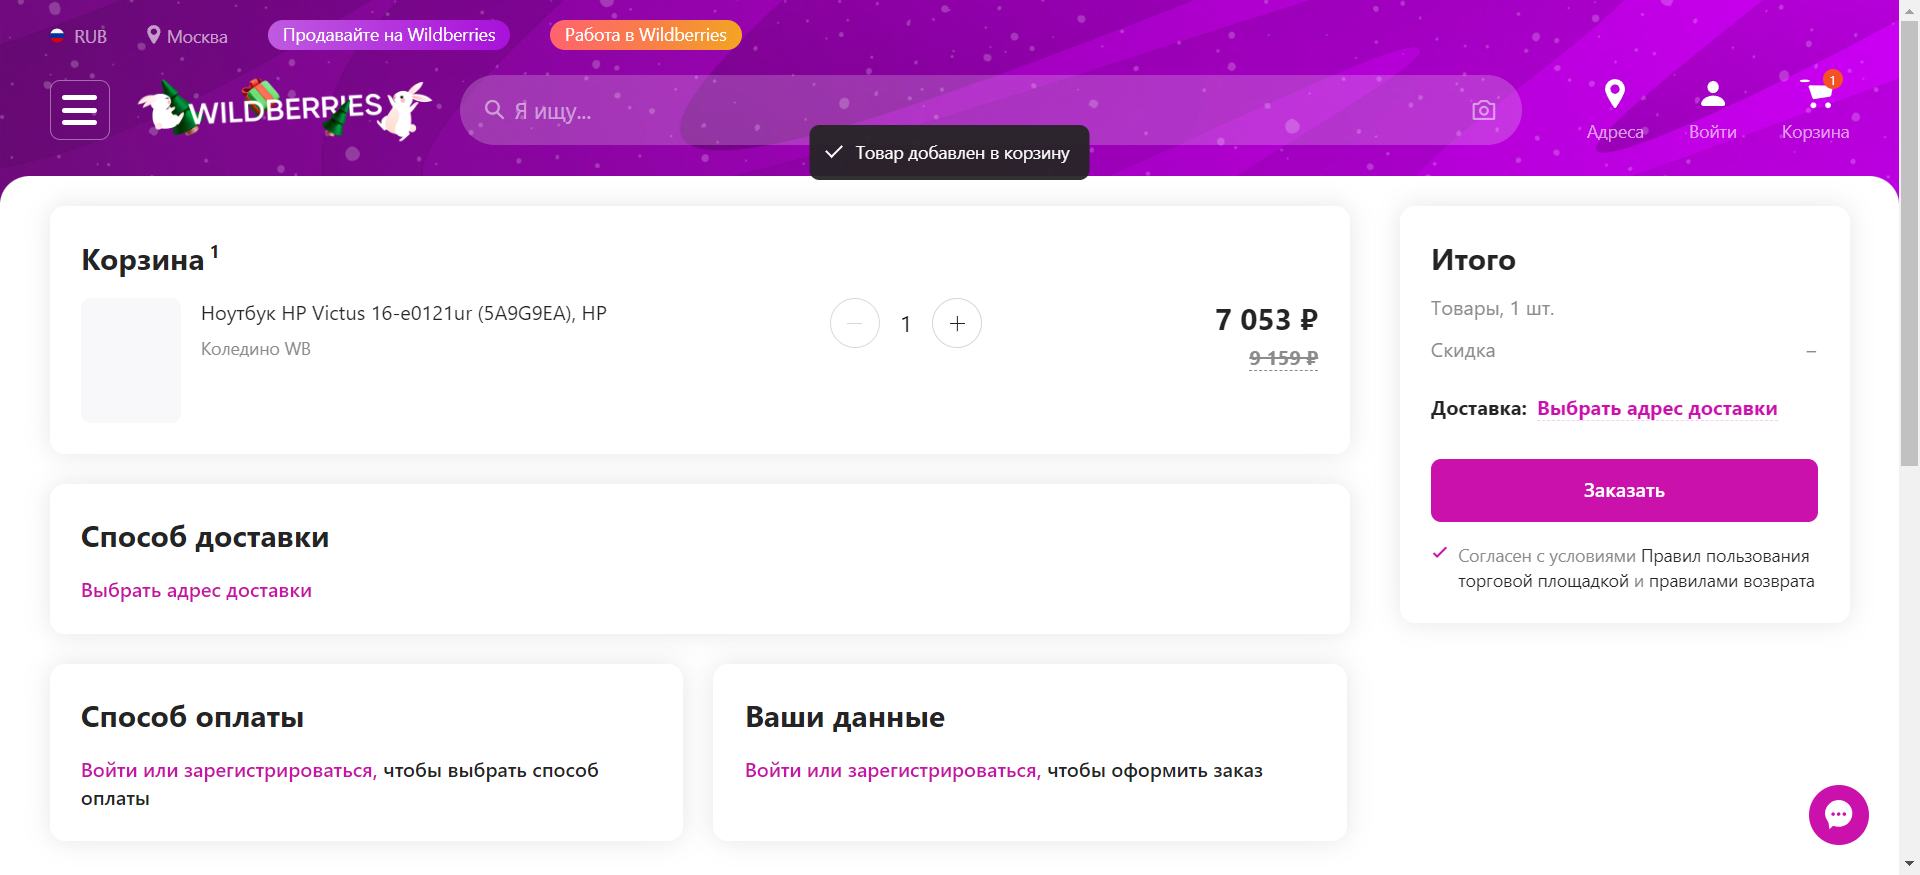 RUB
Москва
Продавайте на Wildberries
Работа в Wildberries
WILDBERRIES
Я ищу...
Адреса
Войти
1
Корзина
Товар добавлен в корзину
Корзина 1
Ноутбук HP Victus 16-e0121ur (5A9G9EA), HP
Коледино WB
− 1 +
7 053 ₽
9 159 ₽
Способ доставки
Выбрать адрес доставки
Способ оплаты
Войти или зарегистрироваться, чтобы выбрать способ
оплаты
Ваши данные
Войти или зарегистрироваться, чтобы оформить заказ
Итого
Товары, 1 шт.
Скидка –
Доставка: Выбрать адрес доставки
Заказать
Согласен с условиями Правил пользования
торговой площадкой и правилами возврата